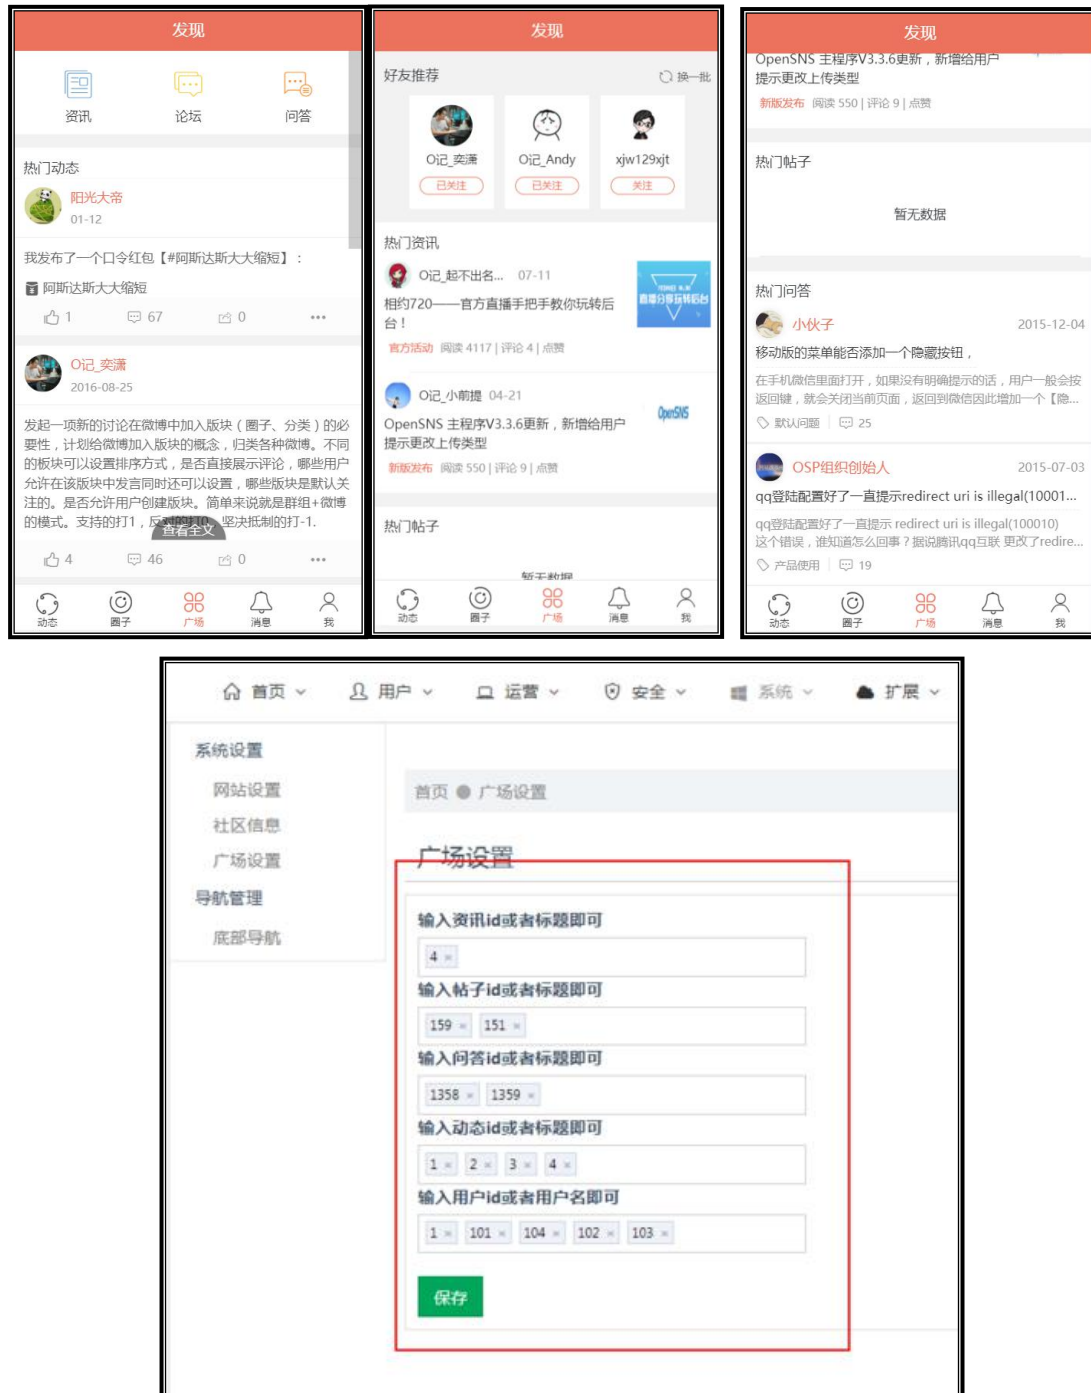 发现
资讯
论坛
问答
热门动态
阳光大帝
01-12
我发布了一个口令红包【#阿斯达斯大大缩短】：
阿斯达斯大大缩短
1 67 0
O记_奕潇
2016-08-25
发起一项新的讨论在微博中加入版块（圈子、分类）的必
要性，计划给微博加入版块的概念，归类各种微博。不同
的板块可以设置排序方式，是否直接展示评论，哪些用户
允许在该版块中发言同时还可以设置，哪些版块是默认关
注的。是否允许用户创建版块。简单来说就是群组+微博
的模式。支持的打1，反对的打0，坚决抵制的打-1.
查看全文
4 46 0
动态 圈子 广场 消息 我
发现
好友推荐 换一批
O记_奕潇 O记_Andy xjw129xjt
已关注 已关注 关注
热门资讯
O记_起不出名... 07-11
相约720——官方直播手把手教你玩转后
台！
直播分享玩转后台
官方活动 阅读 4117 | 评论 4 | 点赞
O记_小前提 04-21
OpenSNS 主程序V3.3.6更新，新增给用户
提示更改上传类型
OpenSNS
新版发布 阅读 550 | 评论 9 | 点赞
热门帖子
暂无数据
动态 圈子 广场 消息 我
发现
OpenSNS 主程序V3.3.6更新，新增给用户
提示更改上传类型
新版发布 阅读 550 | 评论 9 | 点赞
热门帖子
暂无数据
热门问答
小伙子 2015-12-04
移动版的菜单能否添加一个隐藏按钮，
在手机微信里面打开，如果没有明确提示的话，用户一般会按
返回键，就会关闭当前页面，返回到微信因此增加一个【隐...
默认问题 25
OSP组织创始人 2015-07-03
qq登陆配置好了一直提示redirect uri is illegal(10001...
qq登陆配置好了一直提示 redirect uri is illegal(100010)
这个错误，谁知道怎么回事？据说腾讯qq互联 更改了redire...
产品使用 19
动态 圈子 广场 消息 我
首页 用户 运营 安全 系统 扩展
系统设置
网站设置
社区信息
广场设置
导航管理
底部导航
首页 广场设置
广场设置
输入资讯id或者标题即可
4 ×
输入帖子id或者标题即可
159 × 151 ×
输入问答id或者标题即可
1358 × 1359 ×
输入动态id或者标题即可
1 × 2 × 3 × 4 ×
输入用户id或者用户名即可
1 × 101 × 104 × 102 × 103 ×
保存